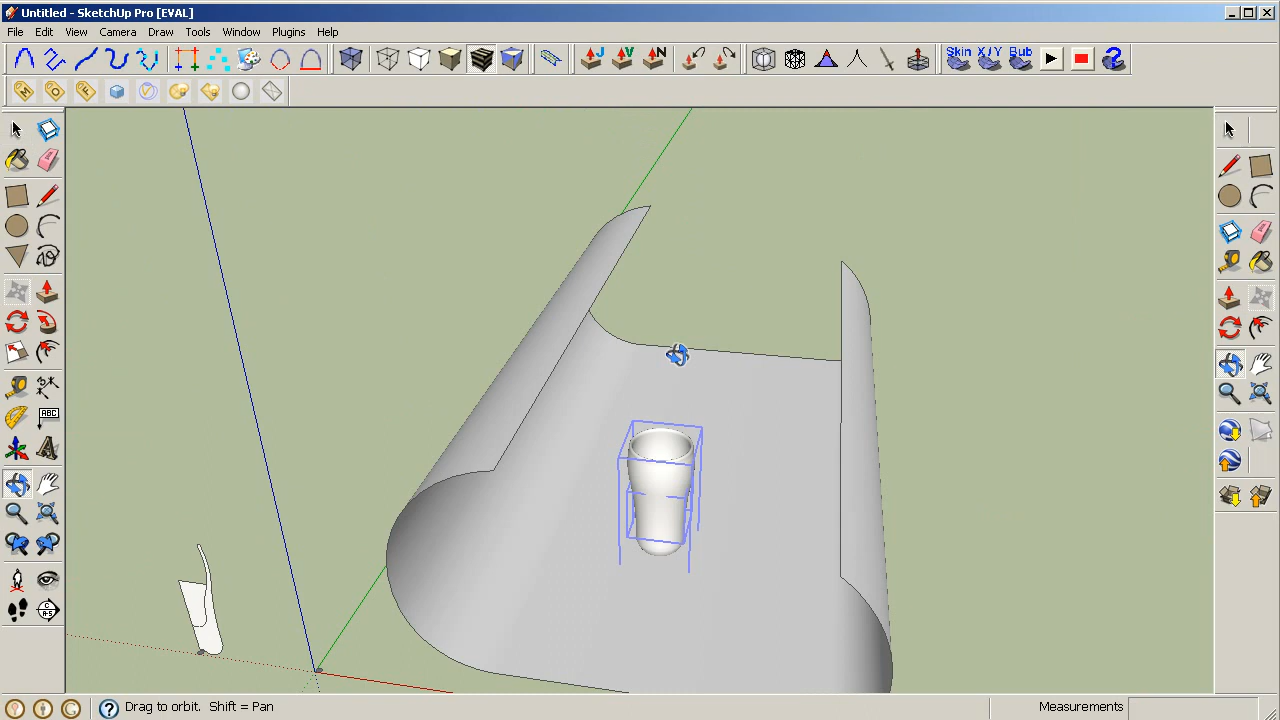 Untitled - SketchUp Pro [EVAL]
File Edit View Camera Draw Tools Window Plugins Help
J V N Skin X/Y Bub
M O F
ABC
Drag to orbit. Shift = Pan
Measurements